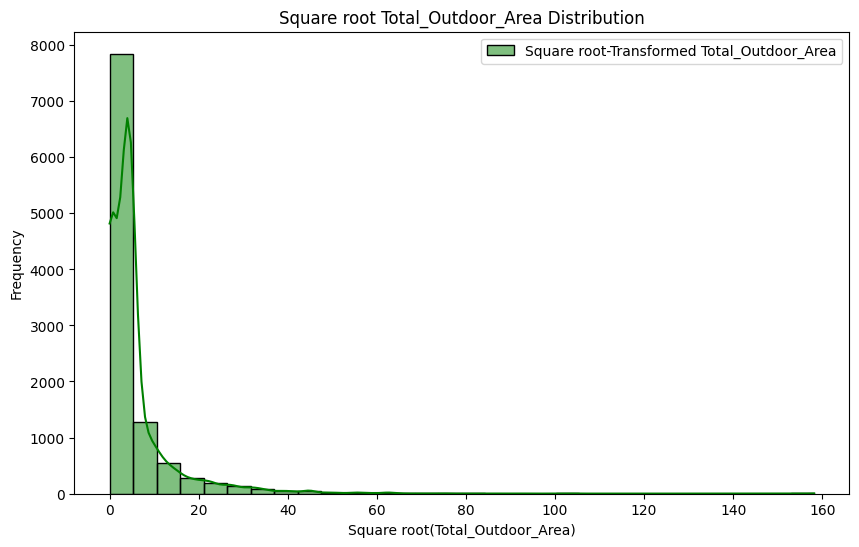 Square root Total_Outdoor_Area Distribution
Square root-Transformed Total_Outdoor_Area
8000
7000
6000
5000
4000
3000
2000
1000
0
Frequency
0 20 40 60 80 100 120 140 160
Square root(Total_Outdoor_Area)